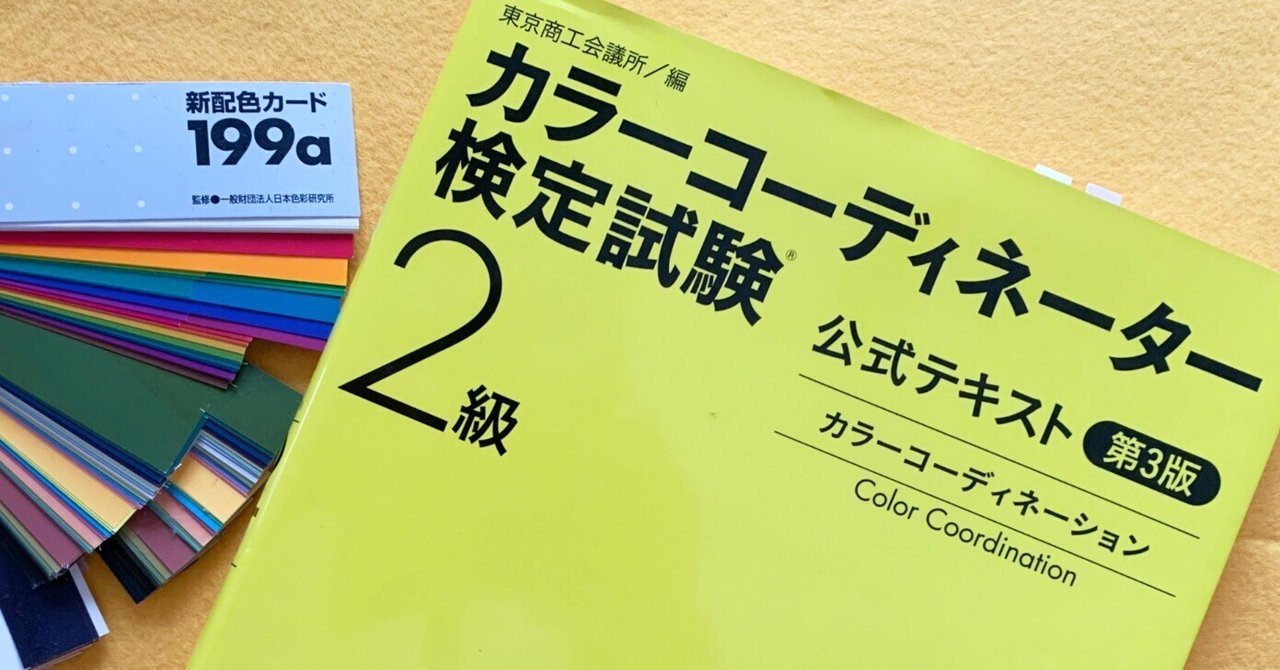 新配色カード
199a
監修●一般財団法人日本色彩研究所
東京商工会議所／編
カラーコーディネーター
検定試験®
2級
公式テキスト 第3版
カラーコーディネーション
Color Coordination